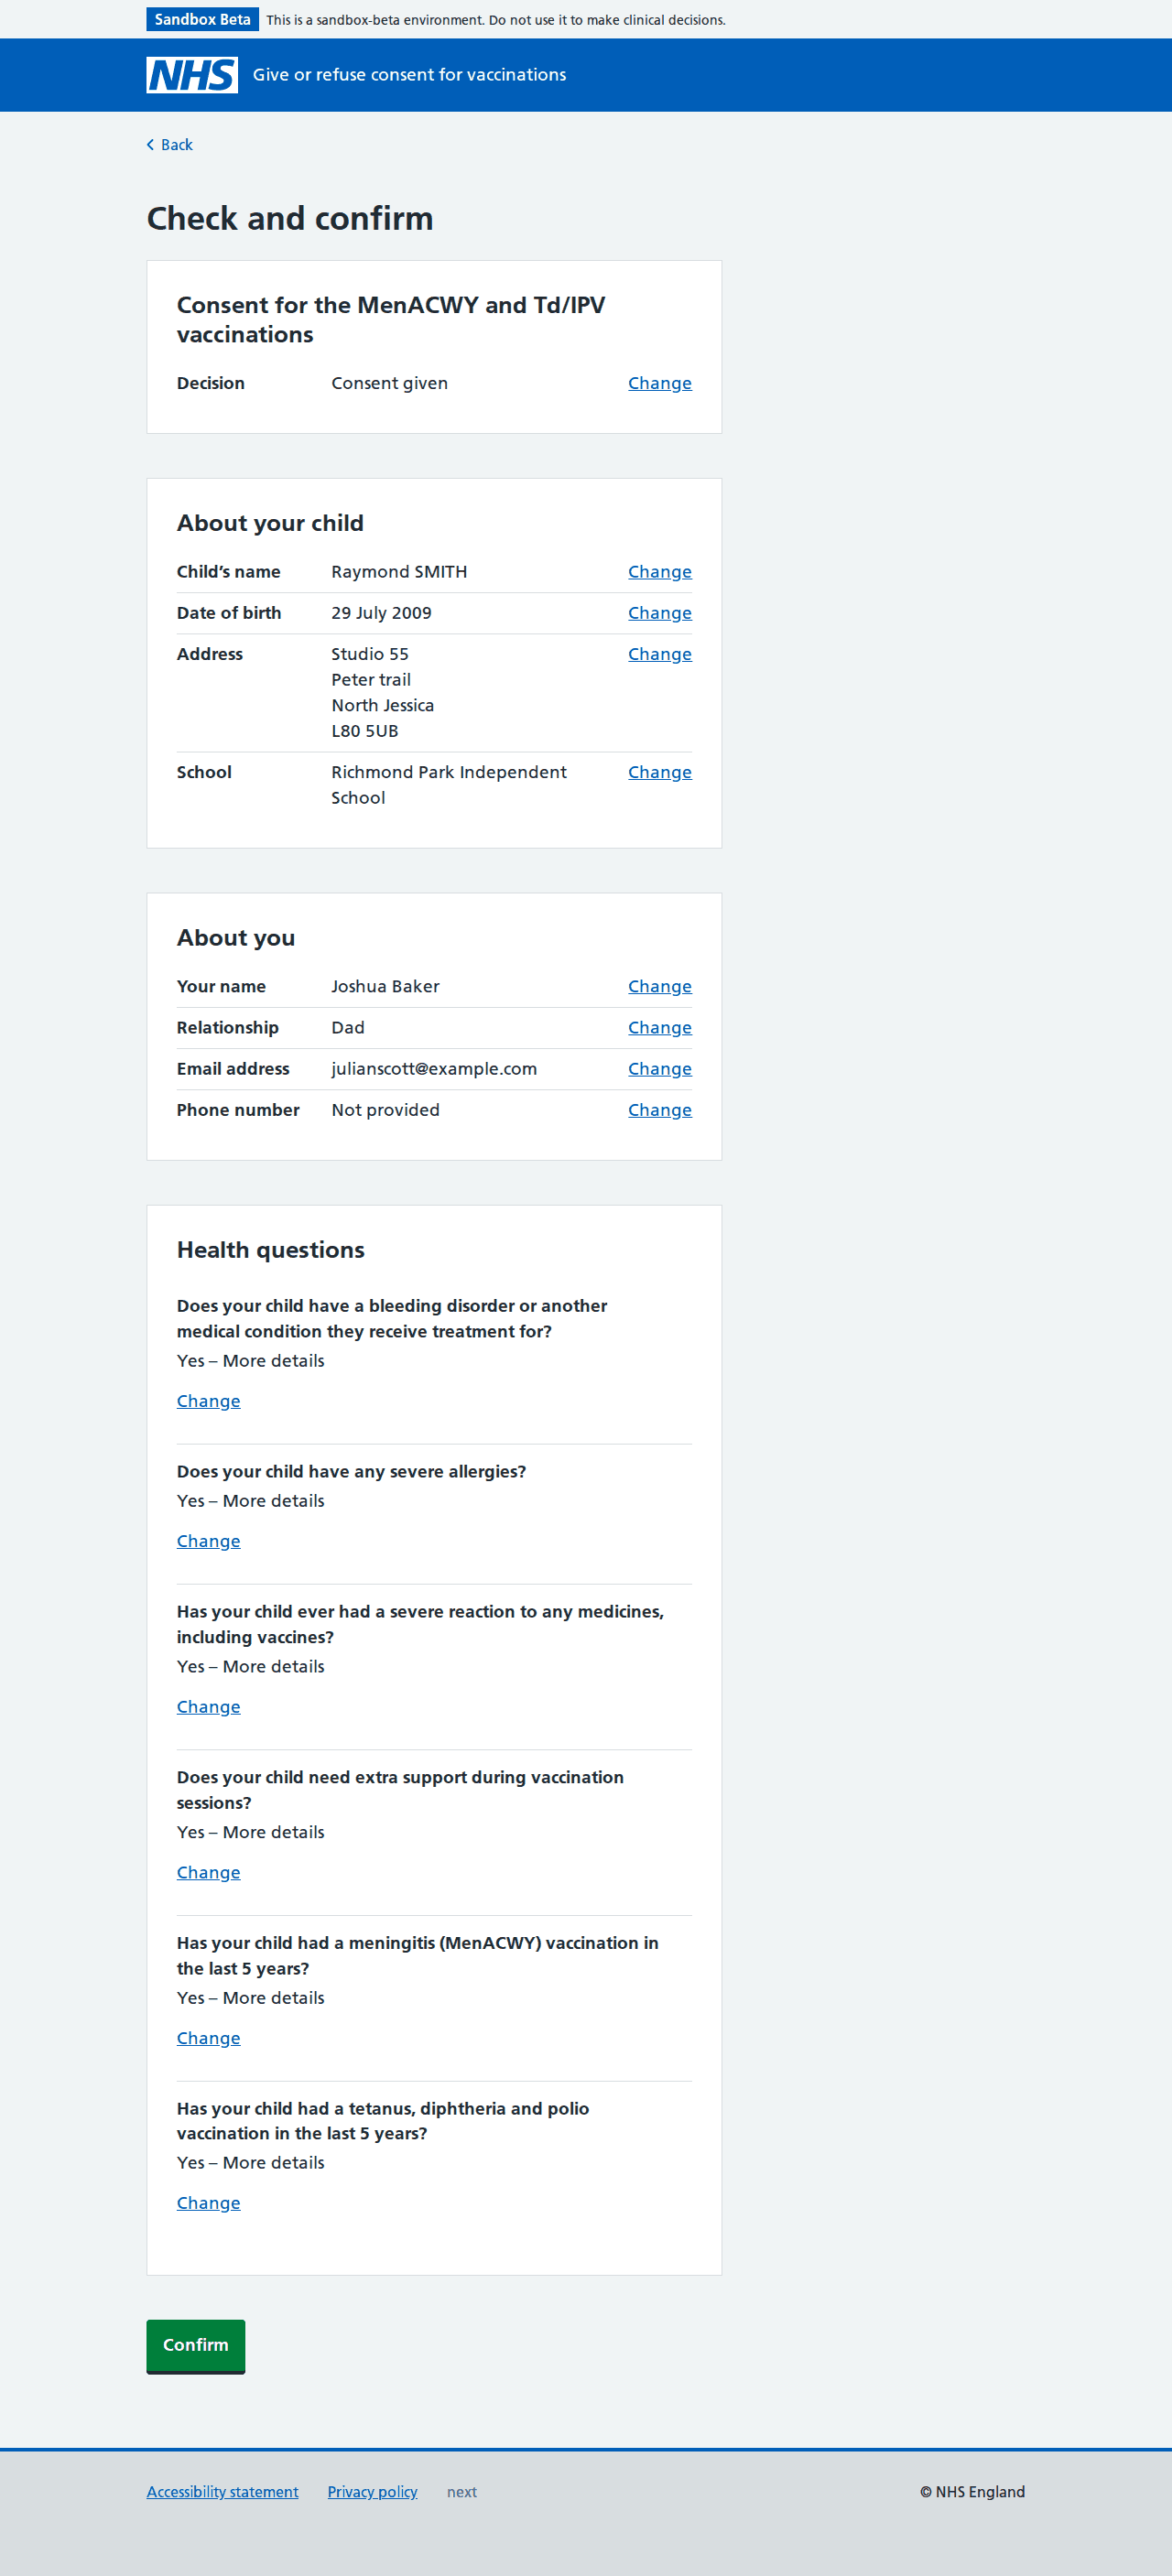 Sandbox Beta This is a sandbox-beta environment. Do not use it to make clinical decisions.
NHS Give or refuse consent for vaccinations
Back
Check and confirm
Consent for the MenACWY and Td/IPV
vaccinations
Decision Consent given Change
About your child
Child’s name Raymond SMITH Change
Date of birth 29 July 2009 Change
Address Studio 55 Change
Peter trail
North Jessica
L80 5UB
School Richmond Park Independent Change
School
About you
Your name Joshua Baker Change
Relationship Dad Change
Email address julianscott@example.com Change
Phone number Not provided Change
Health questions
Does your child have a bleeding disorder or another
medical condition they receive treatment for?
Yes – More details
Change
Does your child have any severe allergies?
Yes – More details
Change
Has your child ever had a severe reaction to any medicines,
including vaccines?
Yes – More details
Change
Does your child need extra support during vaccination
sessions?
Yes – More details
Change
Has your child had a meningitis (MenACWY) vaccination in
the last 5 years?
Yes – More details
Change
Has your child had a tetanus, diphtheria and polio
vaccination in the last 5 years?
Yes – More details
Change
Confirm
Accessibility statement Privacy policy next © NHS England